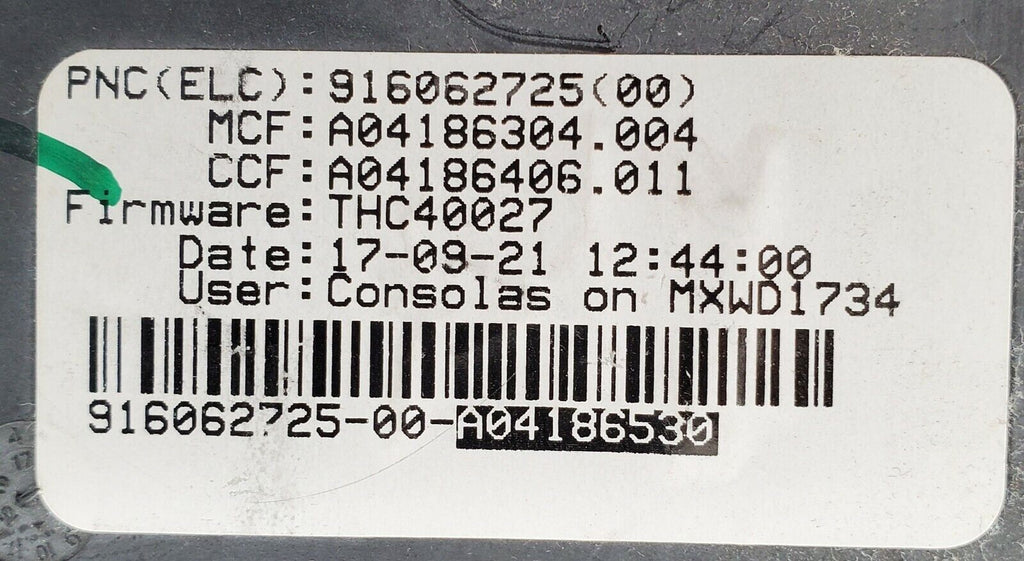 PNC(ELC):916062725(00)
MCF:A04186304.004
CCF:A04186406.011
Firmware:THC40027
Date:17-09-21 12:44:00
User:Consolas on MXWD1734
916062725-00-A04186530